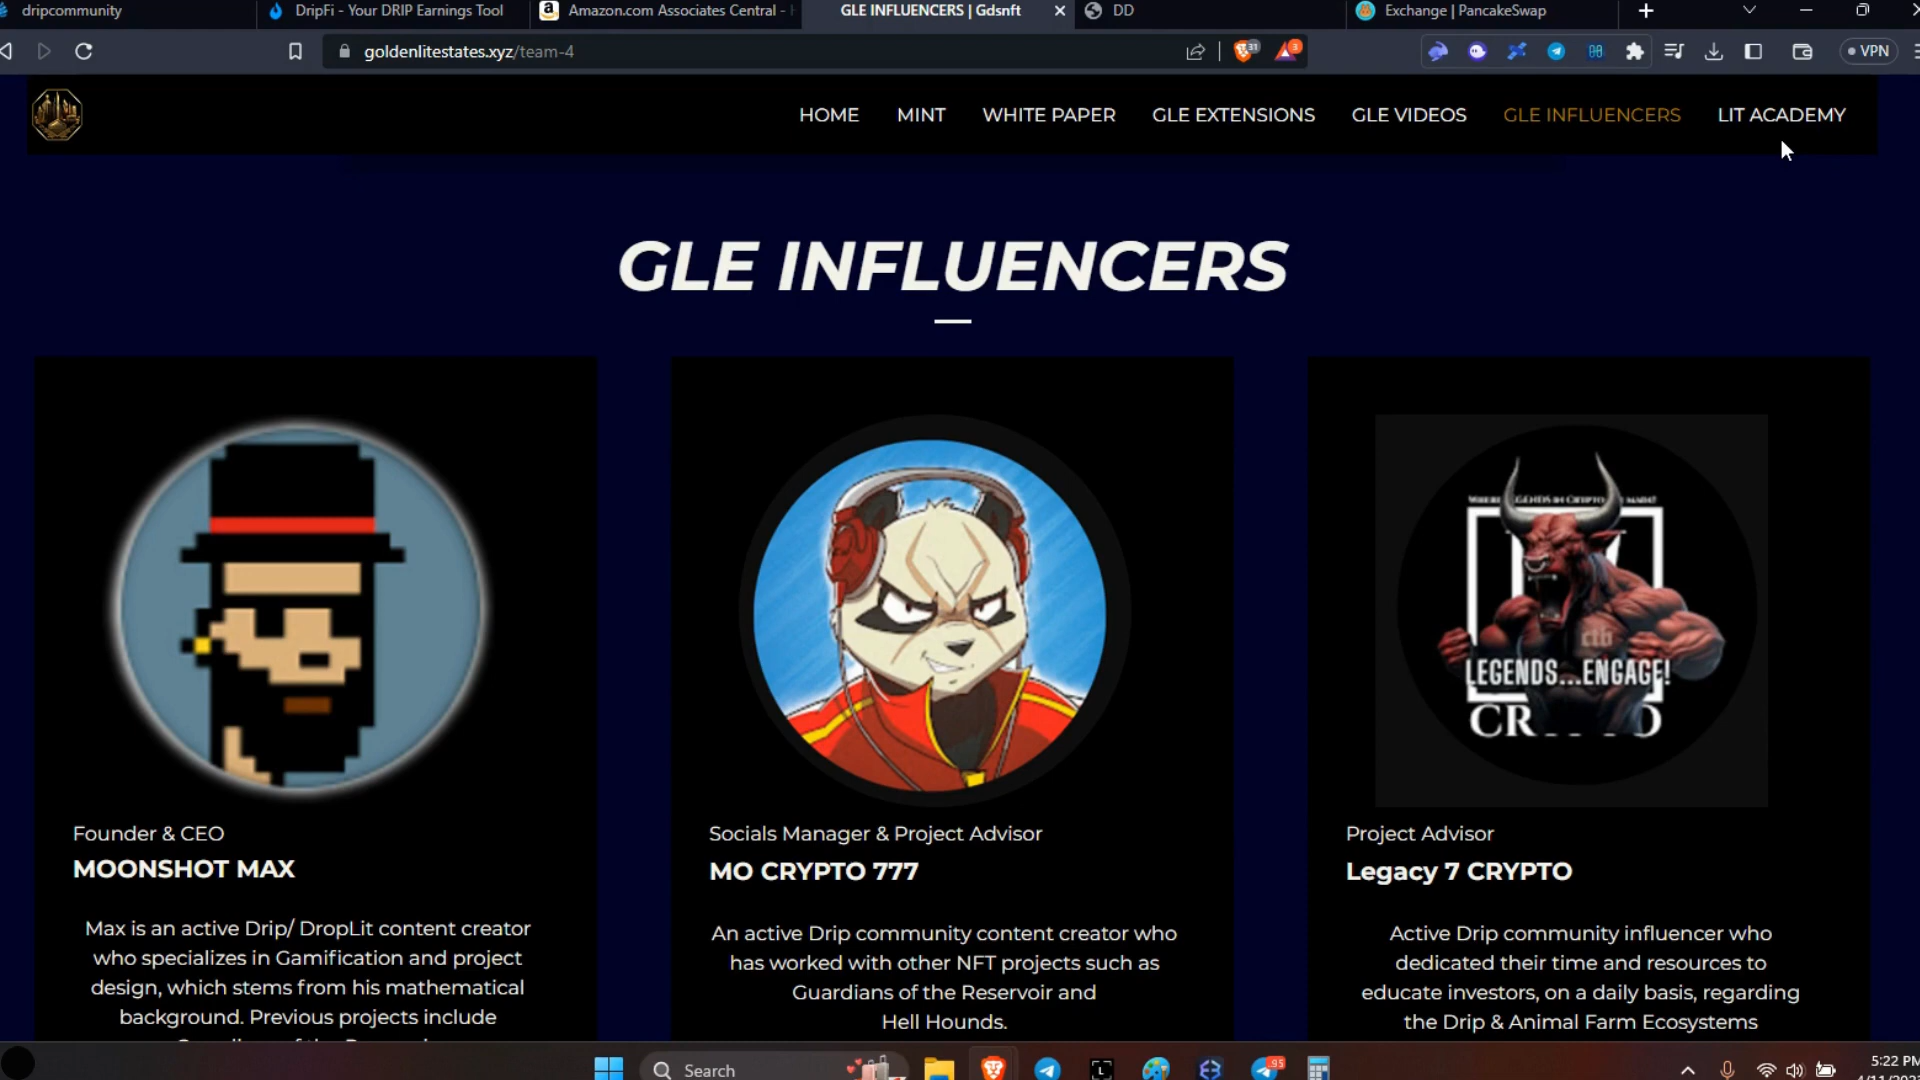 dripcommunity
DripFi - Your DRIP Earnings Tool
Amazon.com Associates Central -
GLE INFLUENCERS | Gdsnft
DD
Exchange | PancakeSwap
goldenlitestates.xyz/team-4
31
3
VPN
HOME
MINT
WHITE PAPER
GLE EXTENSIONS
GLE VIDEOS
GLE INFLUENCERS
LIT ACADEMY
GLE INFLUENCERS
LEGENDS...ENGAGE!
Founder & CEO
MOONSHOT MAX
Max is an active Drip/ DropLit content creator
who specializes in Gamification and project
design, which stems from his mathematical
background. Previous projects include
Socials Manager & Project Advisor
MO CRYPTO 777
An active Drip community content creator who
has worked with other NFT projects such as
Guardians of the Reservoir and
Hell Hounds.
Project Advisor
Legacy 7 CRYPTO
Active Drip community influencer who
dedicated their time and resources to
educate investors, on a daily basis, regarding
the Drip & Animal Farm Ecosystems
Search
95
5:22 PM